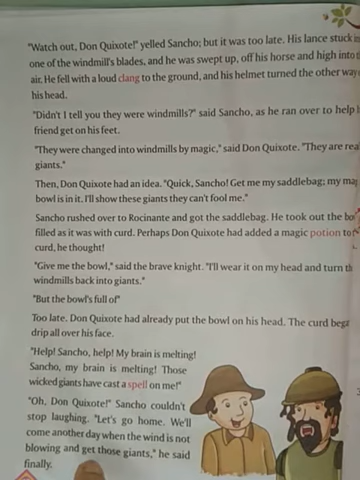 "Watch out, Don Quixote!" yelled Sancho; but it was too late. His lance stuck in
one of the windmill's blades, and he was swept up, off his horse and high into
air. He fell with a loud clang to the ground, and his helmet turned the other way
his head.
"Didn't I tell you they were windmills?" said Sancho, as he ran over to help
friend get on his feet.
"They were changed into windmills by magic," said Don Quixote. "They are
giants."
Then, Don Quixote had an idea. "Quick, Sancho! Get me my saddlebag; my
bowl is in it. I'll show these giants they can't fool me."
Sancho rushed over to Rocinante and got the saddlebag. He took out the
filled as it was with curd. Perhaps Don Quixote had added a magic potion to
curd, he thought!
"Give me the bowl," said the brave knight. "I'll wear it on my head and turn
windmills back into giants."
"But the bowl's full of"
Too late. Don Quixote had already put the bowl on his head. The curd
drip all over his face.
"Help! Sancho, help! My brain is melting!
Sancho, my brain is melting! Those
wicked giants have cast a spell on me!"
"Oh, Don Quixote!" Sancho couldn't
stop laughing. "Let's go home. We'll
come another day when the wind is not
blowing and get those giants," he said
finally.